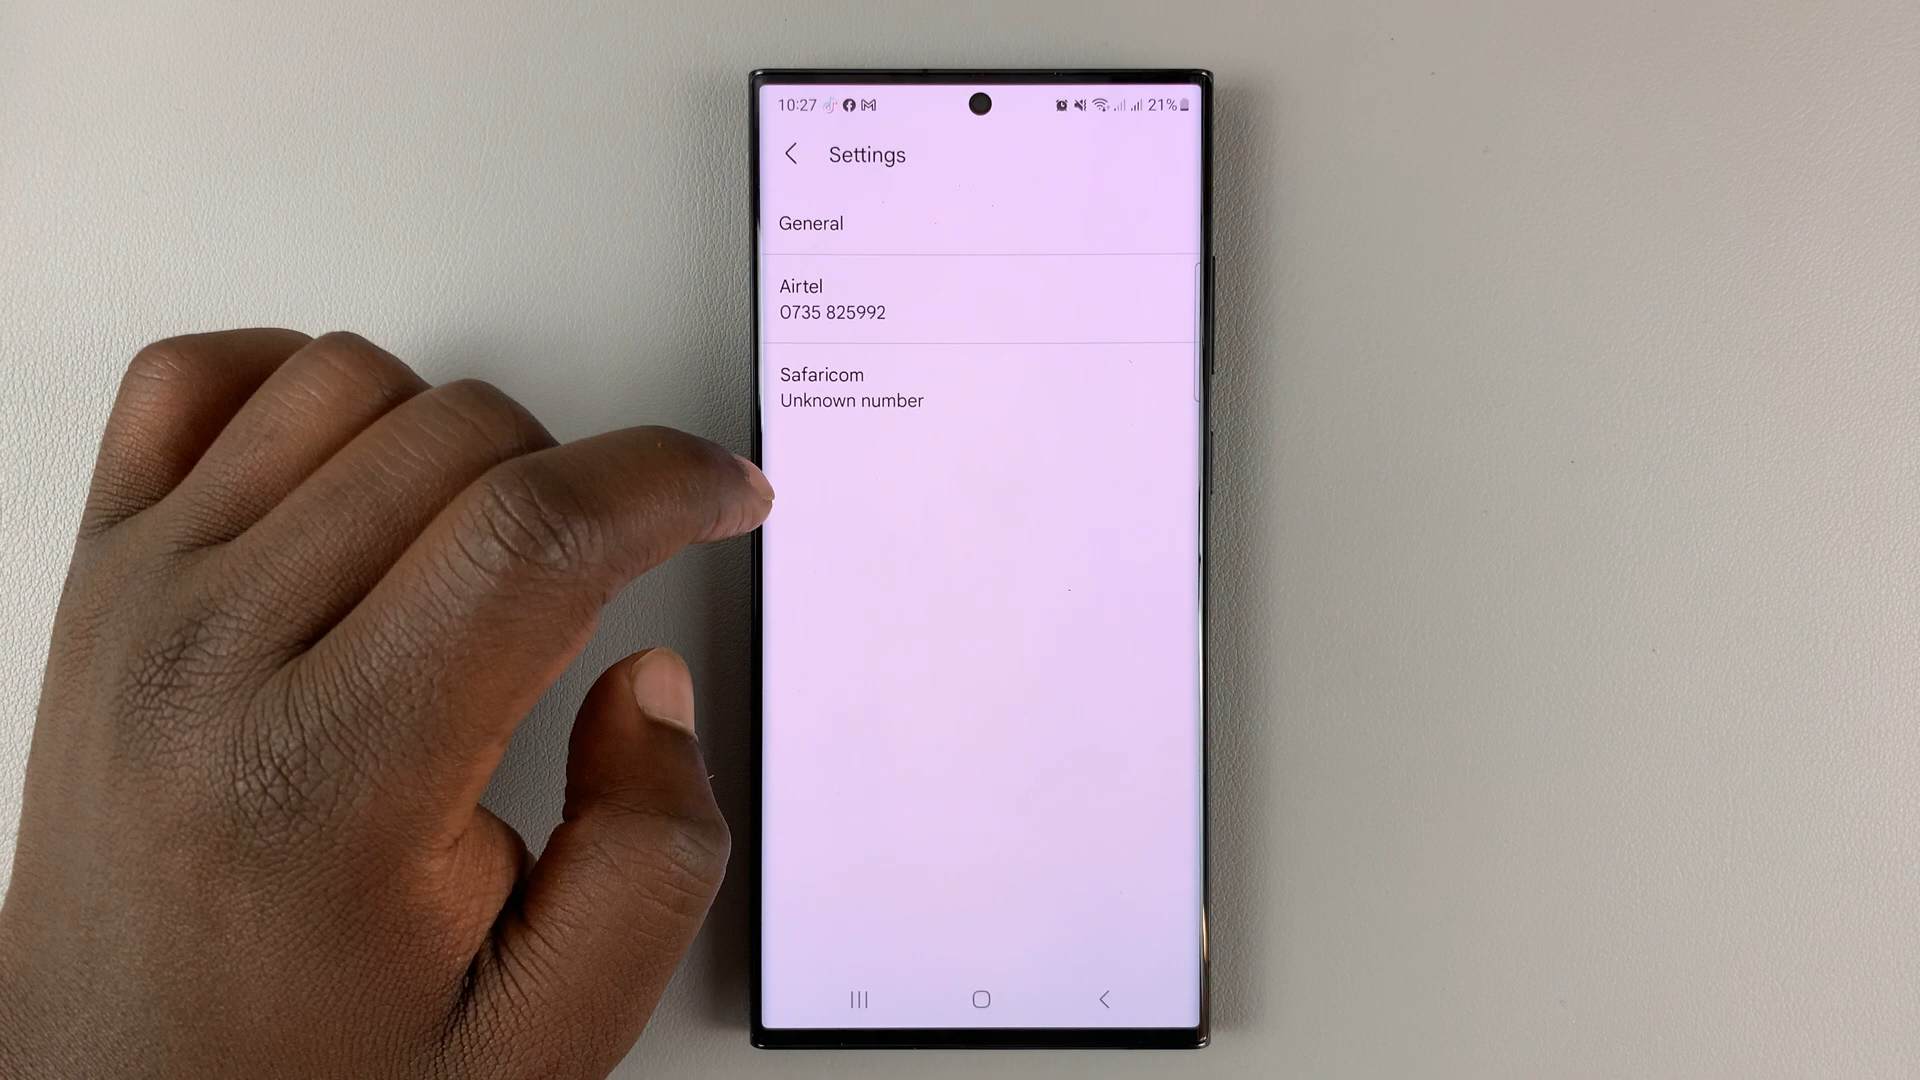 10:27 21%
Settings
General
Airtel
0735 825992
Safaricom
Unknown number